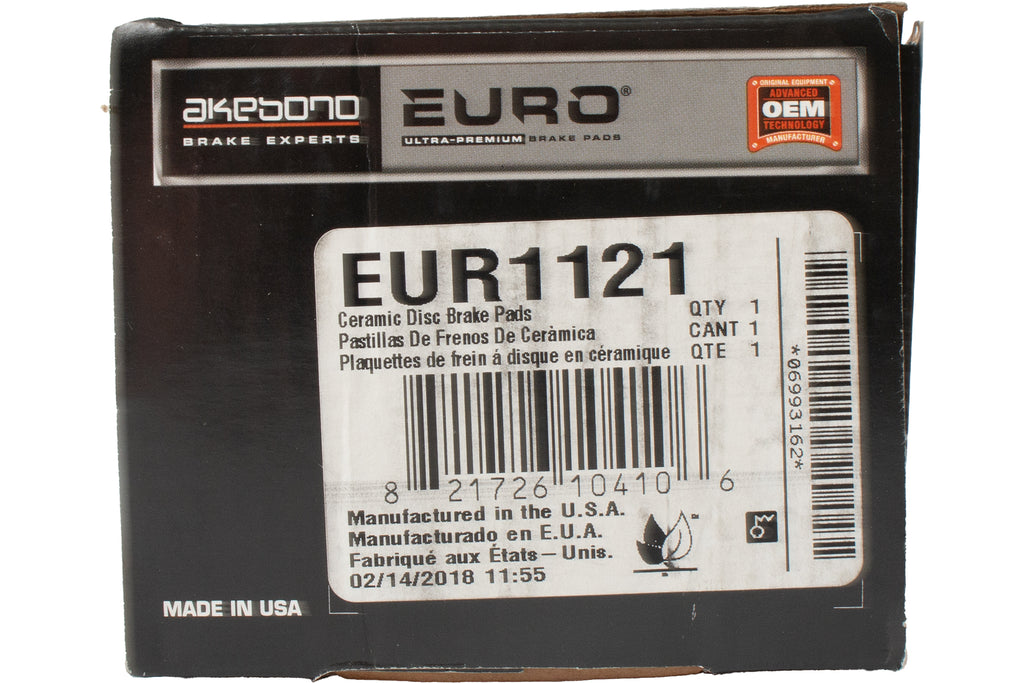 akebono
BRAKE EXPERTS
EURO®
ULTRA-PREMIUM BRAKE PADS
ORIGINAL EQUIPMENT
ADVANCED
OEM
TECHNOLOGY
MANUFACTURER
EUR1121
Ceramic Disc Brake Pads
Pastillas De Frenos De Cerámica
Plaquettes de frein á disque en céramique
QTY 1
CANT 1
QTE 1
8 21726 10410 6
*06993162*
Manufactured in the U.S.A.
Manufacturado en E.U.A.
Fabriqué aux États-Unis.
02/14/2018 11:55
MADE IN USA